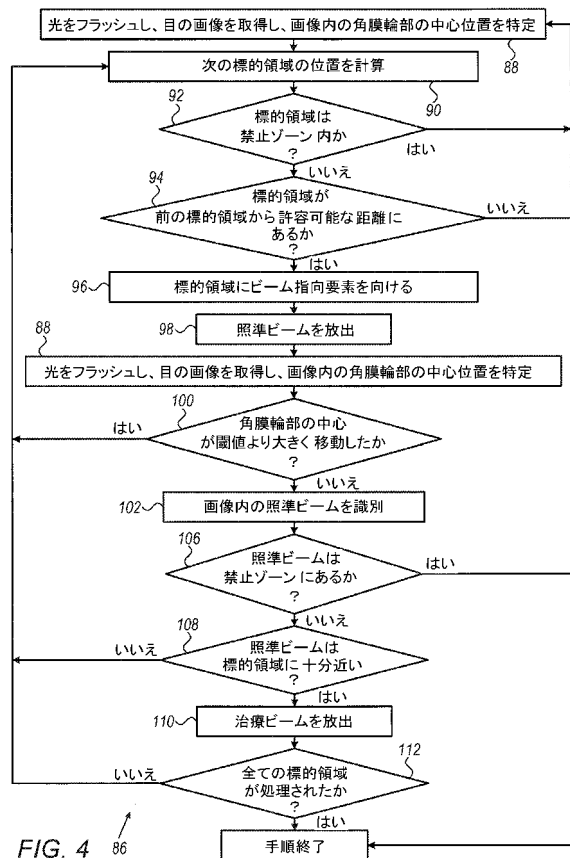 光をフラッシュし、目の画像を取得し、画像内の角膜輪部の中心位置を特定
88
次の標的領域の位置を計算
90
92
標的領域は
禁止ゾーン内か
?
はい
いいえ
94
標的領域が
前の標的領域から許容可能な距離に
あるか
?
いいえ
はい
96
標的領域にビーム指向要素を向ける
98
照準ビームを放出
88
光をフラッシュし、目の画像を取得し、画像内の角膜輪部の中心位置を特定
100
角膜輪部の中心
が閾値より大きく移動したか
?
はい
いいえ
102
画像内の照準ビームを識別
106
照準ビームは
禁止ゾーンにあるか
?
はい
いいえ
108
照準ビームは
標的領域に十分近い
?
いいえ
はい
110
治療ビームを放出
112
全ての標的領域
が処理されたか
?
いいえ
はい
手順終了
FIG. 4
86